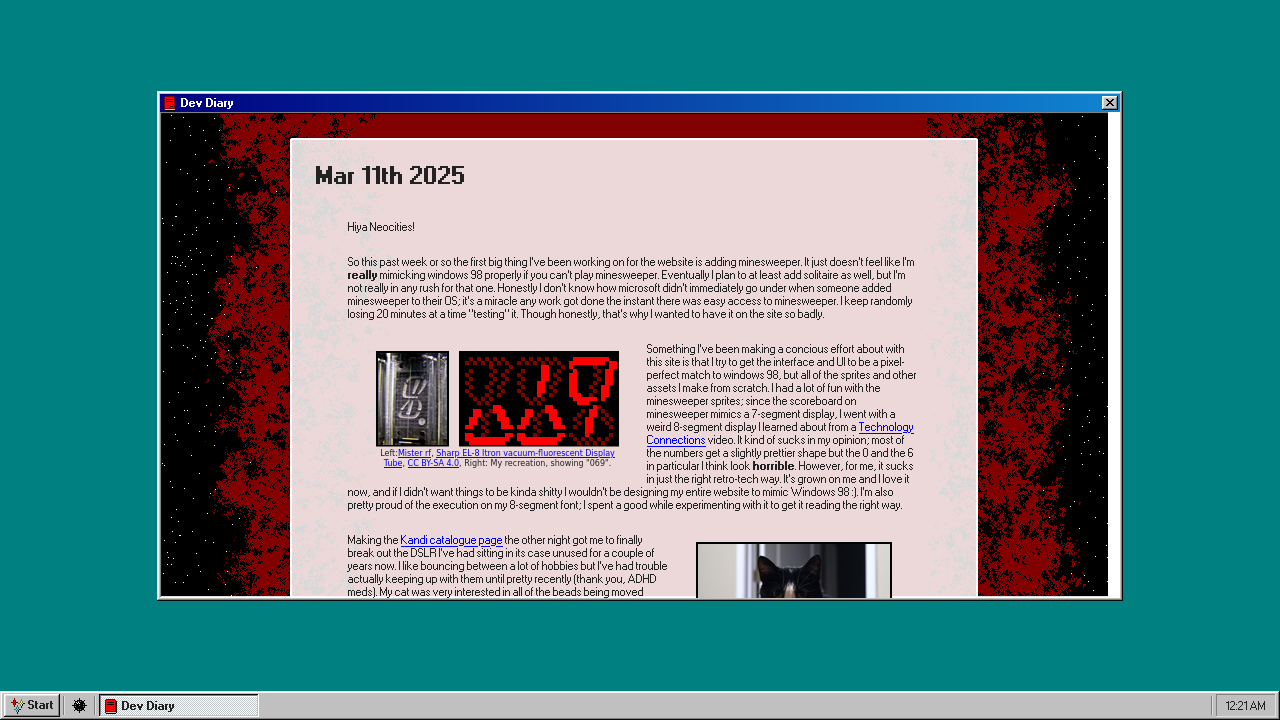 Dev Diary
Mar 11th 2025
Hiya Neocities!
So this past week or so the first big thing I've been working on for the website is adding minesweeper. It just doesn't feel like I'm
really mimicking windows 98 properly if you can't play minesweeper. Eventually I plan to at least add solitaire as well, but I'm
not really in any rush for that one. Honestly I don't know how microsoft didn't immediately go under when someone added
minesweeper to their OS; it's a miracle any work got done the instant there was easy access to minesweeper. I keep randomly
losing 20 minutes at a time "testing" it. Though honestly, that's why I wanted to have it on the site so badly.
Left:Mister rf, Sharp EL-8 Itron vacuum-fluorescent Display
Tube, CC BY-SA 4.0, Right: My recreation, showing "069".
Something I've been making a concious effort about with
this site is that I try to get the interface and UI to be a pixel-
perfect match to windows 98, but all of the sprites and other
assets I make from scratch. I had a lot of fun with the
minesweeper sprites; since the scoreboard on
minesweeper mimics a 7-segment display, I went with a
weird 8-segment display I learned about from a Technology
Connections video. It kind of sucks in my opinion; most of
the numbers get a slightly prettier shape but the 0 and the 6
in particular I think look horrible. However, for me, it sucks
in just the right retro-tech way. It's grown on me and I love it
now, and if I didn't want things to be kinda shitty I wouldn't be designing my entire website to mimic Windows 98 :). I'm also
pretty proud of the execution on my 8-segment font, I spent a good while experimenting with it to get it reading the right way.
Making the Kandi catalogue page the other night got me to finally
break out the DSLR I've had sitting in its case unused for a couple of
years now. I like bouncing between a lot of hobbies but I've had trouble
actually keeping up with them until pretty recently (thank you, ADHD
meds). My cat was very interested in all of the beads being moved
Start
Dev Diary
12:21 AM